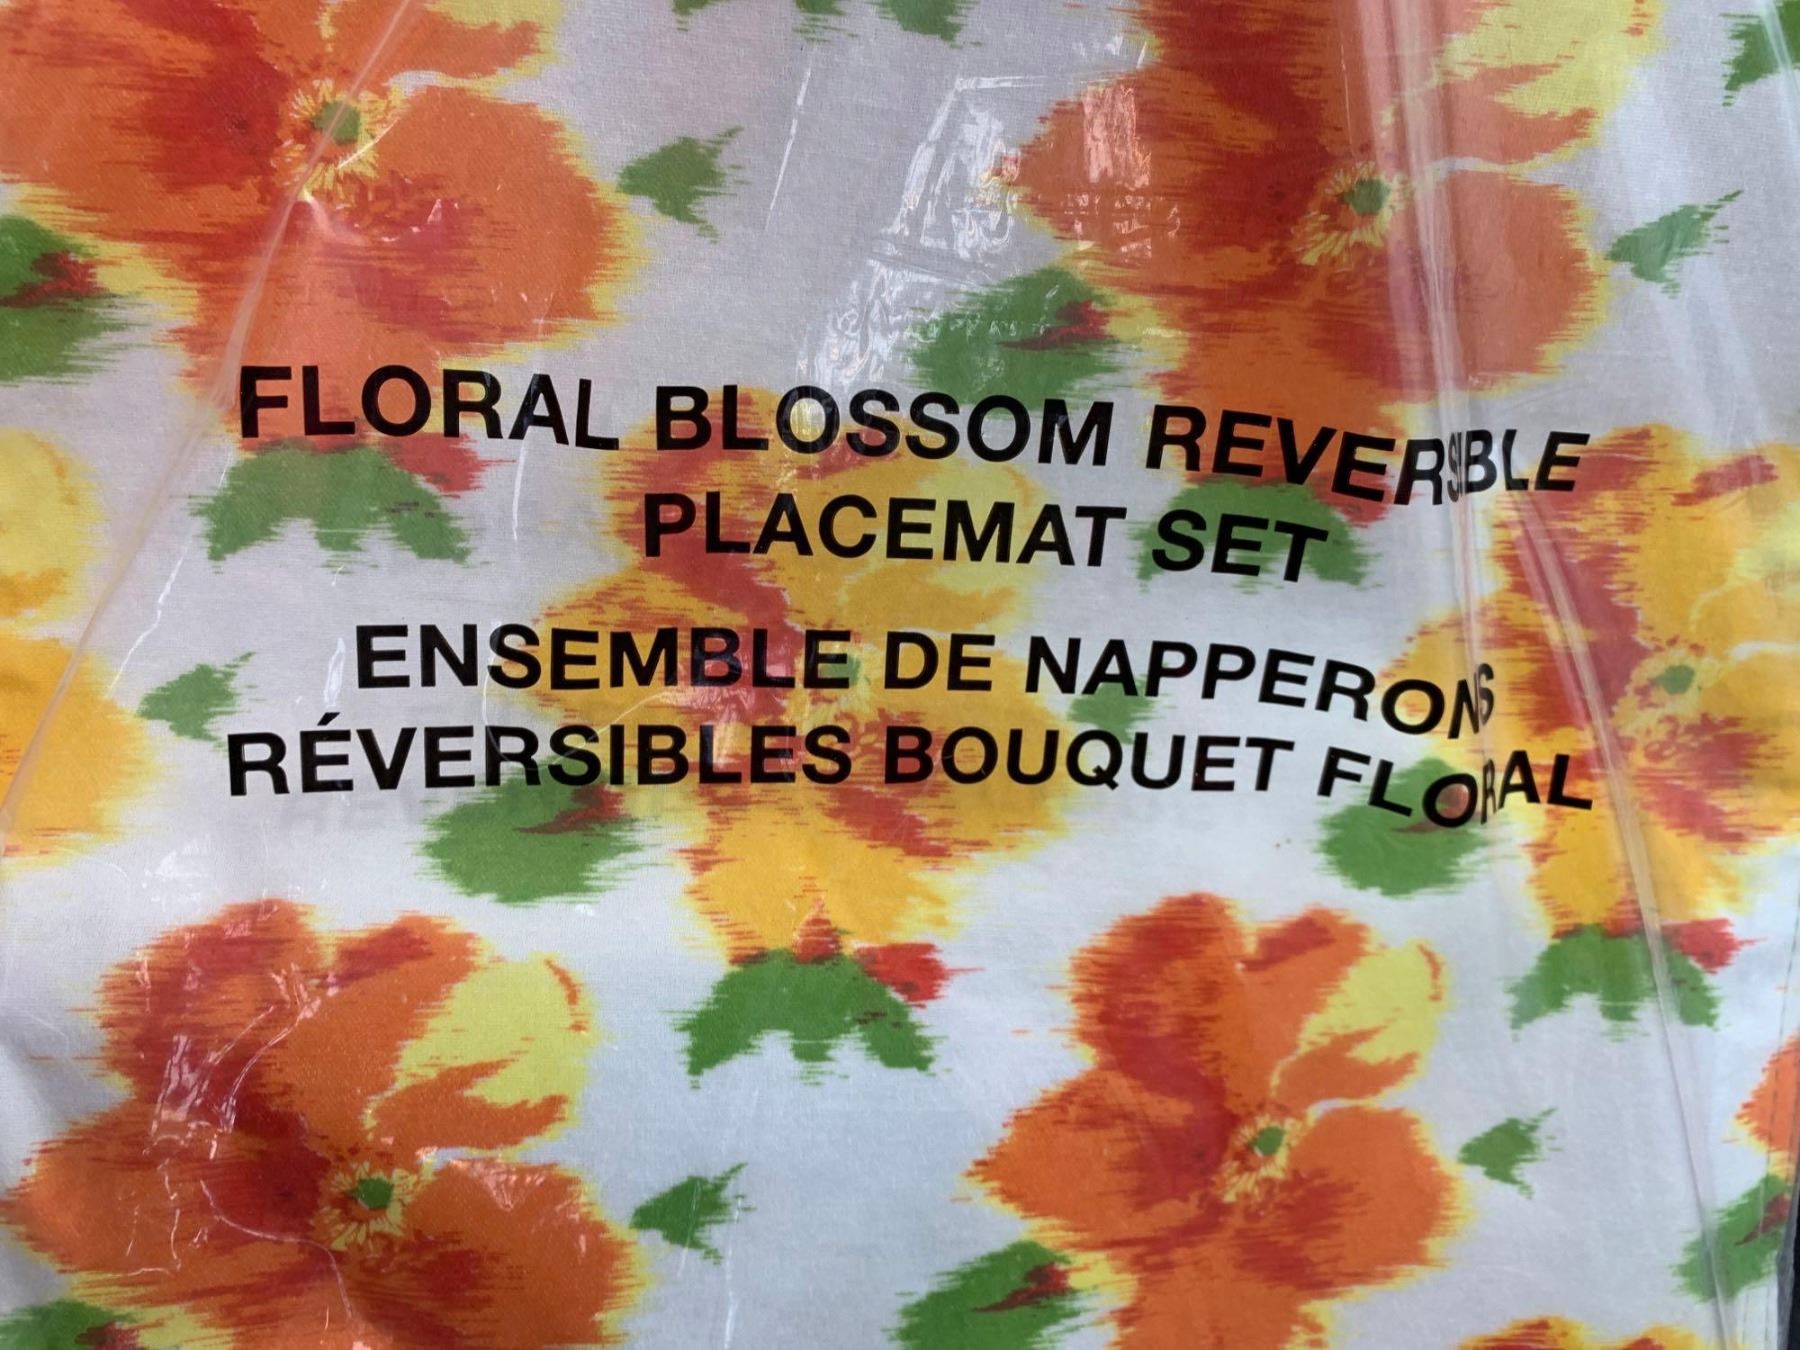 FLORAL BLOSSOM REVERSIBLE
PLACEMAT SET
ENSEMBLE DE NAPPERONS
RÉVERSIBLES BOUQUET FLORAL